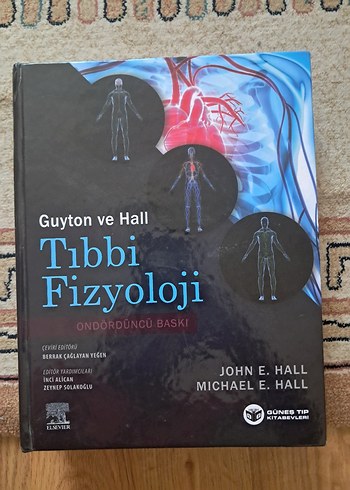 Guyton ve Hall
Tıbbi
Fizyoloji
ONDÖRDÜNCÜ BASKI
ÇEVİRİ EDİTÖRÜ
BERRAK ÇAĞLAYAN YEĞEN
EDİTÖR YARDIMCILARI
İNCİ ALİCAN
ZEYNEP SOLAKOĞLU
JOHN E. HALL
MICHAEL E. HALL
ELSEVIER
GÜNEŞ TIP
KİTABEVLERİ